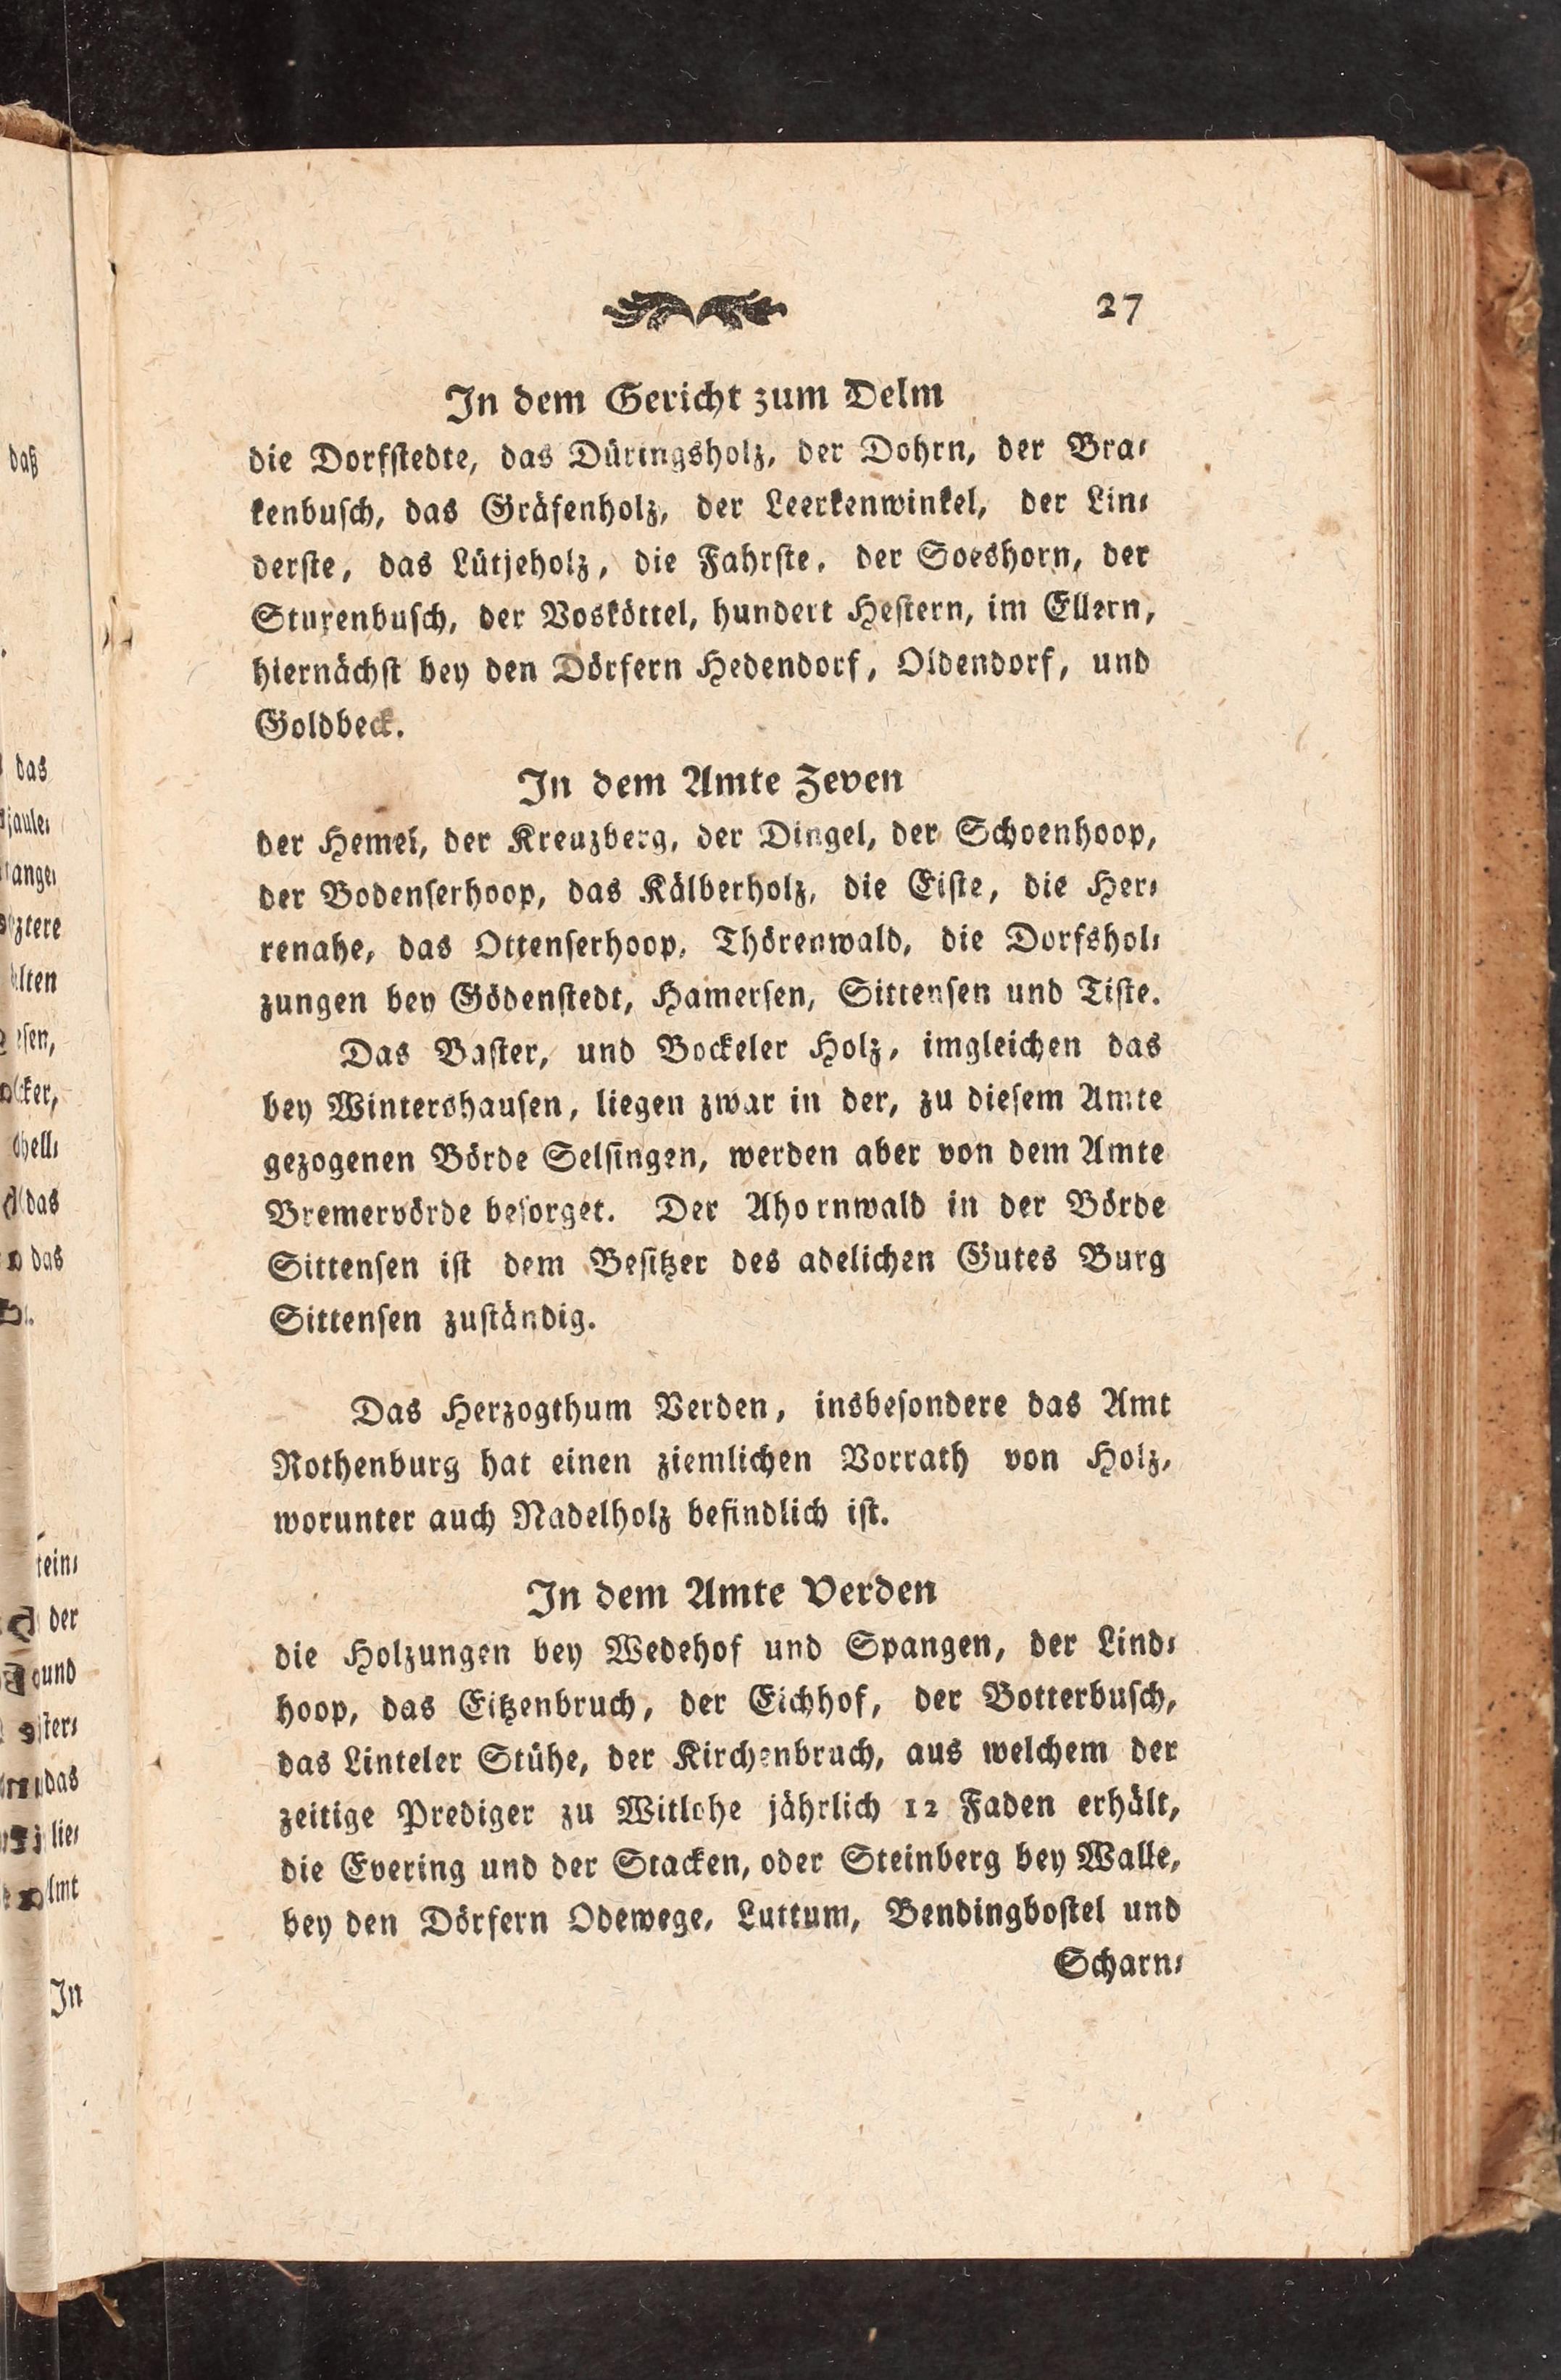 27
In dem Gericht zum Delm
die Dorfſtedte, das Düringsholz, der Dohrn, der Bra⸗
kenbuſch, das Gräfenholz, der Leerkenwinkel, der Lin⸗
derſte, das Lütjeholz, die Fahrſte, der Soeshorn, der
Sturenbuſch, der Vosköttel, hundert Heſtern, im Ellern,
hiernächſt bey den Dörfern Hedendorf, Oldendorf, und
Goldbeck.
In dem Amte Zeven
der Hemel, der Kreuzberg, der Dingel, der Schoenhoop,
der Bodenſerhoop, das Kälberholz, die Eiſte, die Her⸗
renahe, das Ottenſerhoop, Thörenwald, die Dorfshol⸗
zungen bey Gödenſtedt, Hamerſen, Sittenſen und Tiſte.
Das Baſter, und Bockeler Holz, imgleichen das
bey Wintershauſen, liegen zwar in der, zu dieſem Amte
gezogenen Börde Selſingen, werden aber von dem Amte
Bremervörde beſorget. Der Ahornwald in der Börde
Sittenſen iſt dem Beſitzer des adelichen Gutes Burg
Sittenſen zuſtändig.
Das Herzogthum Verden, insbeſondere das Amt
Rothenburg hat einen ziemlichen Vorrath von Holz,
worunter auch Nadelholz befindlich iſt.
In dem Amte Verden
die Holzungen bey Wedehof und Spangen, der Lind⸗
hoop, das Eitzenbruch, der Eichhof, der Botterbuſch,
das Linteler Stühe, der Kirchenbruch, aus welchem der
zeitige Prediger zu Witlohe jährlich 12 Faden erhält,
die Evering und der Stacken, oder Steinberg bey Walle,
bey den Dörfern Odewege, Luttum, Bendingboſtel und
Scharn⸗
daß
das
der
und
das
In